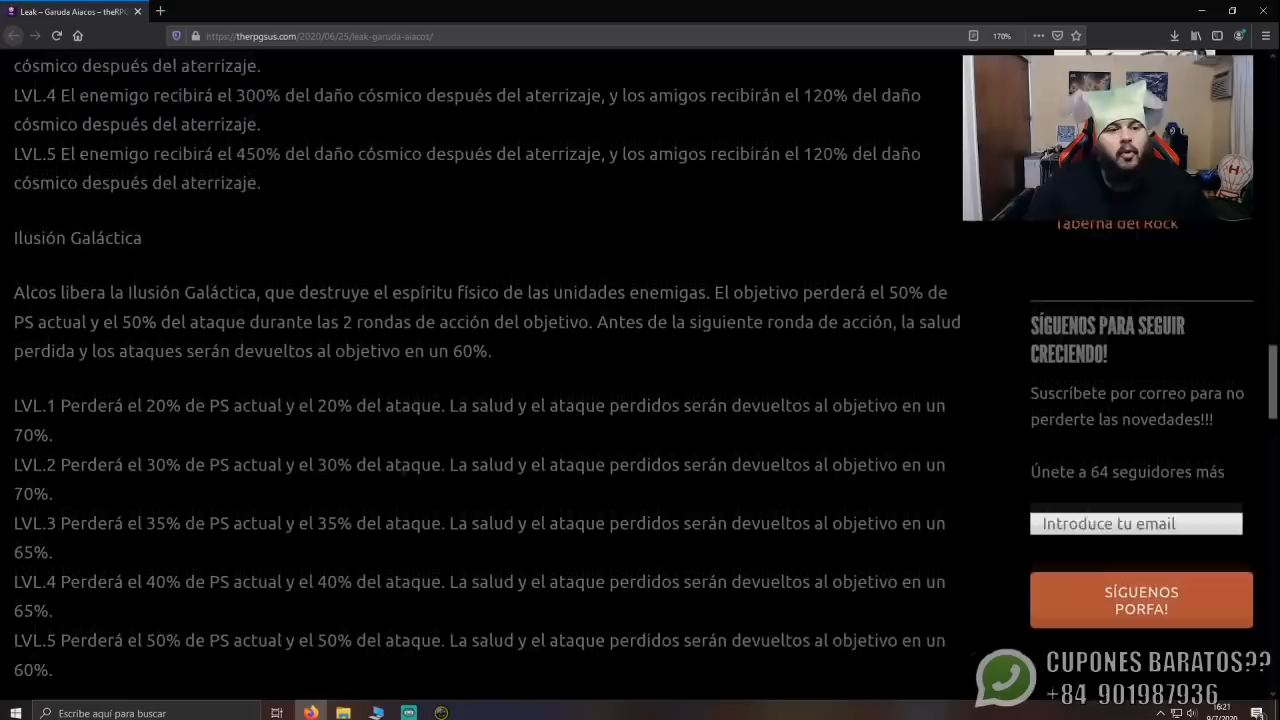 Leak – Garuda Aiacos – theRPG
https://therpgsus.com/2020/06/25/leak-garuda-aiacos/
170%
cósmico después del aterrizaje.
LVL.4 El enemigo recibirá el 300% del daño cósmico después del aterrizaje, y los amigos recibirán el 120% del daño
cósmico después del aterrizaje.
LVL.5 El enemigo recibirá el 450% del daño cósmico después del aterrizaje, y los amigos recibirán el 120% del daño
cósmico después del aterrizaje.
Ilusión Galáctica
Alcos libera la Ilusión Galáctica, que destruye el espíritu físico de las unidades enemigas. El objetivo perderá el 50% de
PS actual y el 50% del ataque durante las 2 rondas de acción del objetivo. Antes de la siguiente ronda de acción, la salud
perdida y los ataques serán devueltos al objetivo en un 60%.
LVL.1 Perderá el 20% de PS actual y el 20% del ataque. La salud y el ataque perdidos serán devueltos al objetivo en un
70%.
LVL.2 Perderá el 30% de PS actual y el 30% del ataque. La salud y el ataque perdidos serán devueltos al objetivo en un
70%.
LVL.3 Perderá el 35% de PS actual y el 35% del ataque. La salud y el ataque perdidos serán devueltos al objetivo en un
65%.
LVL.4 Perderá el 40% de PS actual y el 40% del ataque. La salud y el ataque perdidos serán devueltos al objetivo en un
65%.
LVL.5 Perderá el 50% de PS actual y el 50% del ataque. La salud y el ataque perdidos serán devueltos al objetivo en un
60%.
H
Taberna del Rock
SÍGUENOS PARA SEGUIR
CRECIENDO!
Suscríbete por correo para no
perderte las novedades!!!
Únete a 64 seguidores más
Introduce tu email
SÍGUENOS
PORFA!
CUPONES BARATOS??
+84 901987936
Escribe aquí para buscar
16:21
9/7/2020